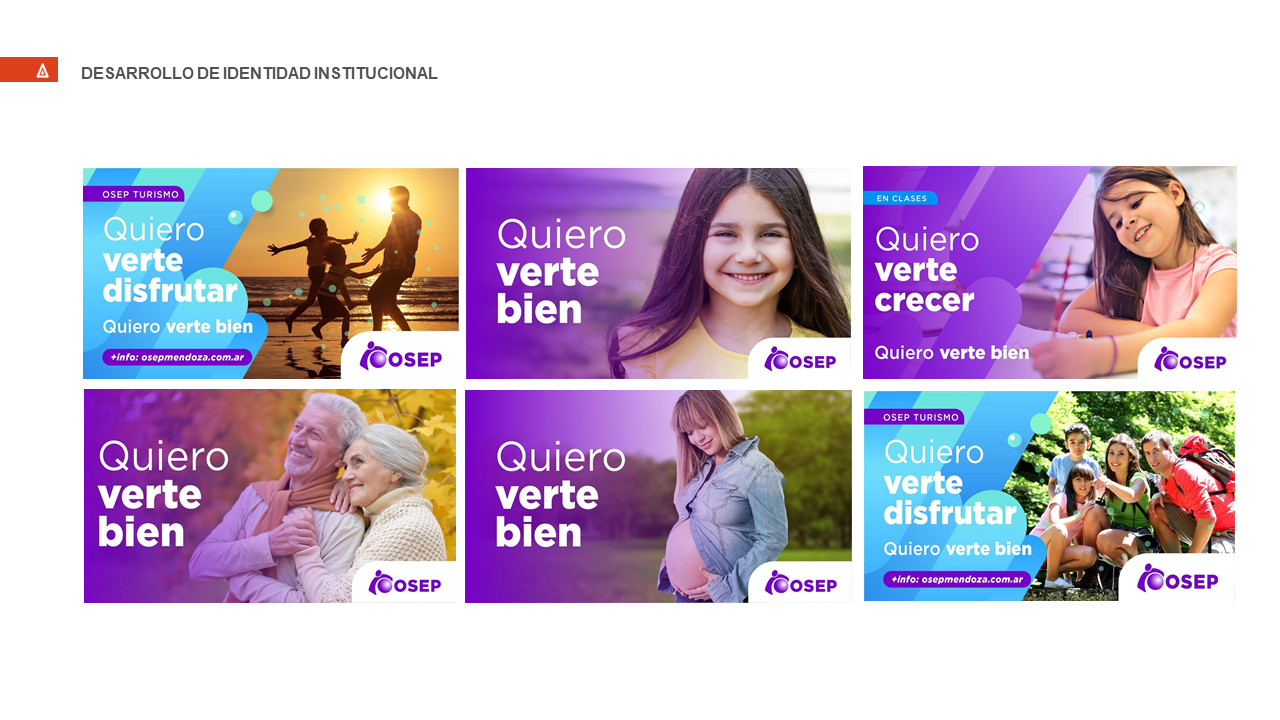 DESARROLLO DE IDENTIDAD INSTITUCIONAL
OSEP TURISMO
Quiero
verte
disfrutar
Quiero verte bien
+info: osepmendoza.com.ar
OSEP
Quiero
verte
bien
OSEP
EN CLASES
Quiero
verte
crecer
Quiero verte bien
OSEP
Quiero
verte
bien
OSEP
Quiero
verte
bien
OSEP
OSEP TURISMO
Quiero
verte
disfrutar
Quiero verte bien
+info: osepmendoza.com.ar
OSEP